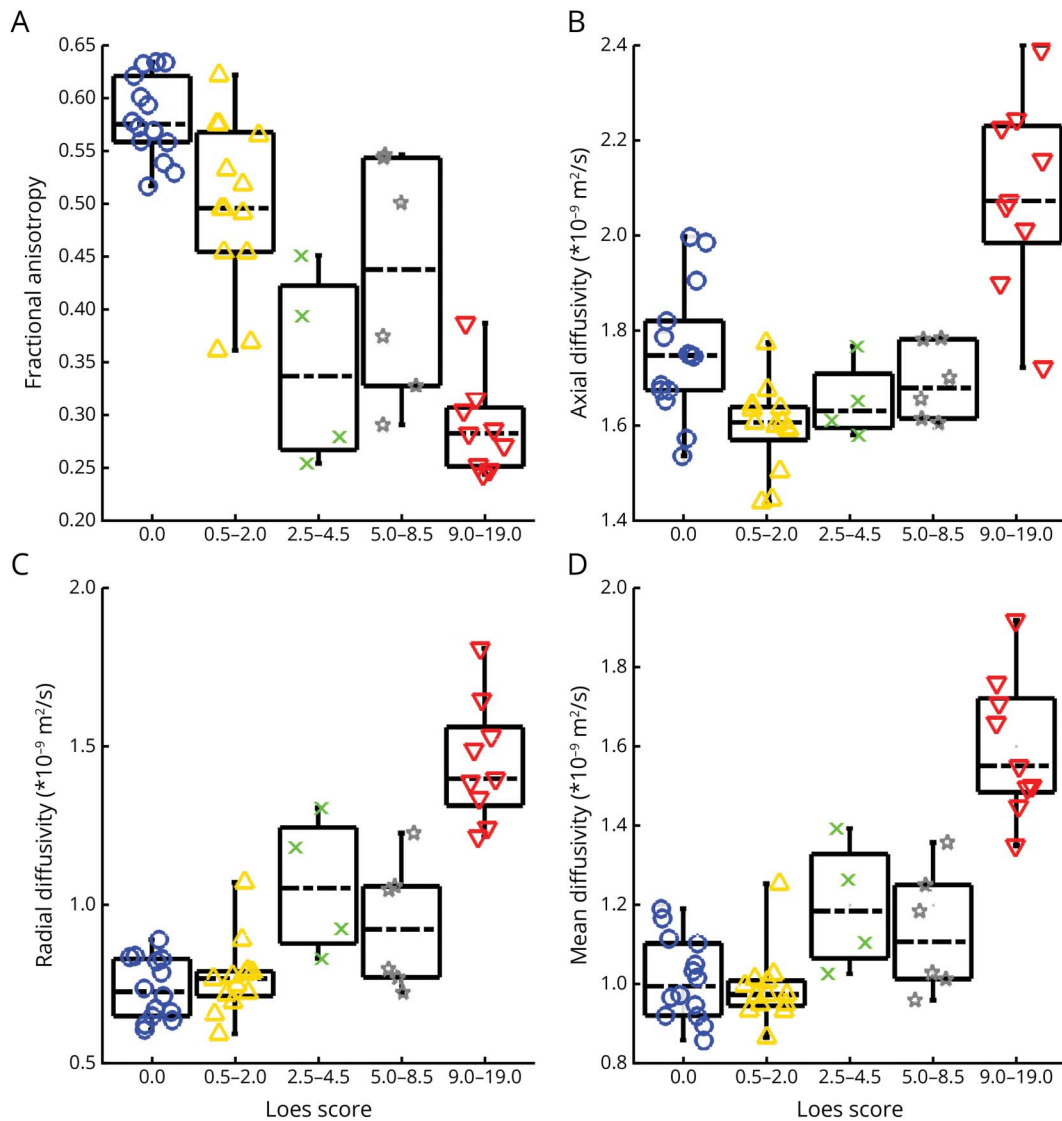 A
Fractional anisotropy
0.65
0.60
0.55
0.50
0.45
0.40
0.35
0.30
0.25
0.20
0.0 0.5–2.0 2.5–4.5 5.0–8.5 9.0–19.0
B
Axial diffusivity (*10⁻⁹ m²/s)
2.4
2.2
2.0
1.8
1.6
1.4
0.0 0.5–2.0 2.5–4.5 5.0–8.5 9.0–19.0
C
Radial diffusivity (*10⁻⁹ m²/s)
2.0
1.5
1.0
0.5
0.0 0.5–2.0 2.5–4.5 5.0–8.5 9.0–19.0
Loes score
D
Mean diffusivity (*10⁻⁹ m²/s)
2.0
1.8
1.6
1.4
1.2
1.0
0.8
0.0 0.5–2.0 2.5–4.5 5.0–8.5 9.0–19.0
Loes score